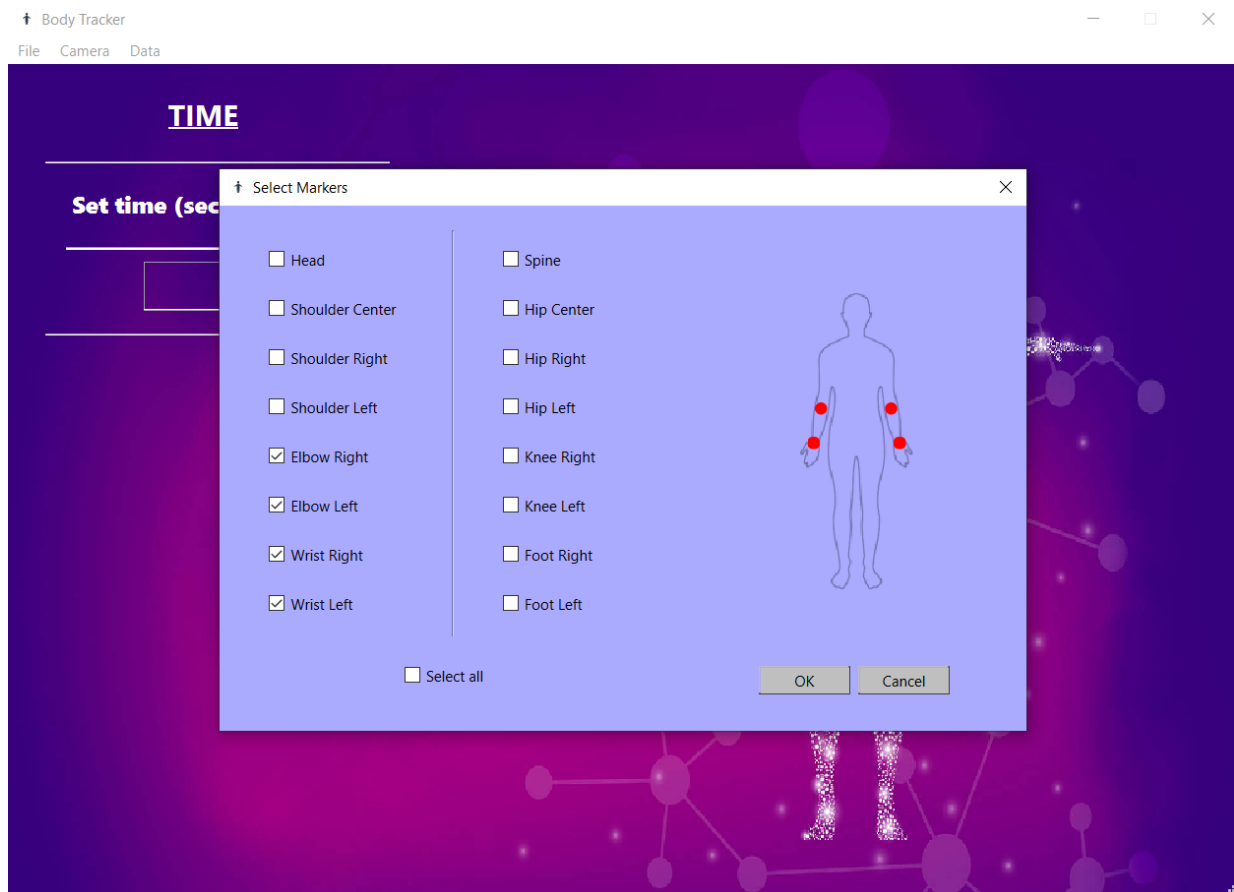 Body Tracker
File Camera Data
TIME
Set time (sec
Select Markers
Head
Shoulder Center
Shoulder Right
Shoulder Left
Elbow Right
Elbow Left
Wrist Right
Wrist Left
Spine
Hip Center
Hip Right
Hip Left
Knee Right
Knee Left
Foot Right
Foot Left
Select all
OK
Cancel